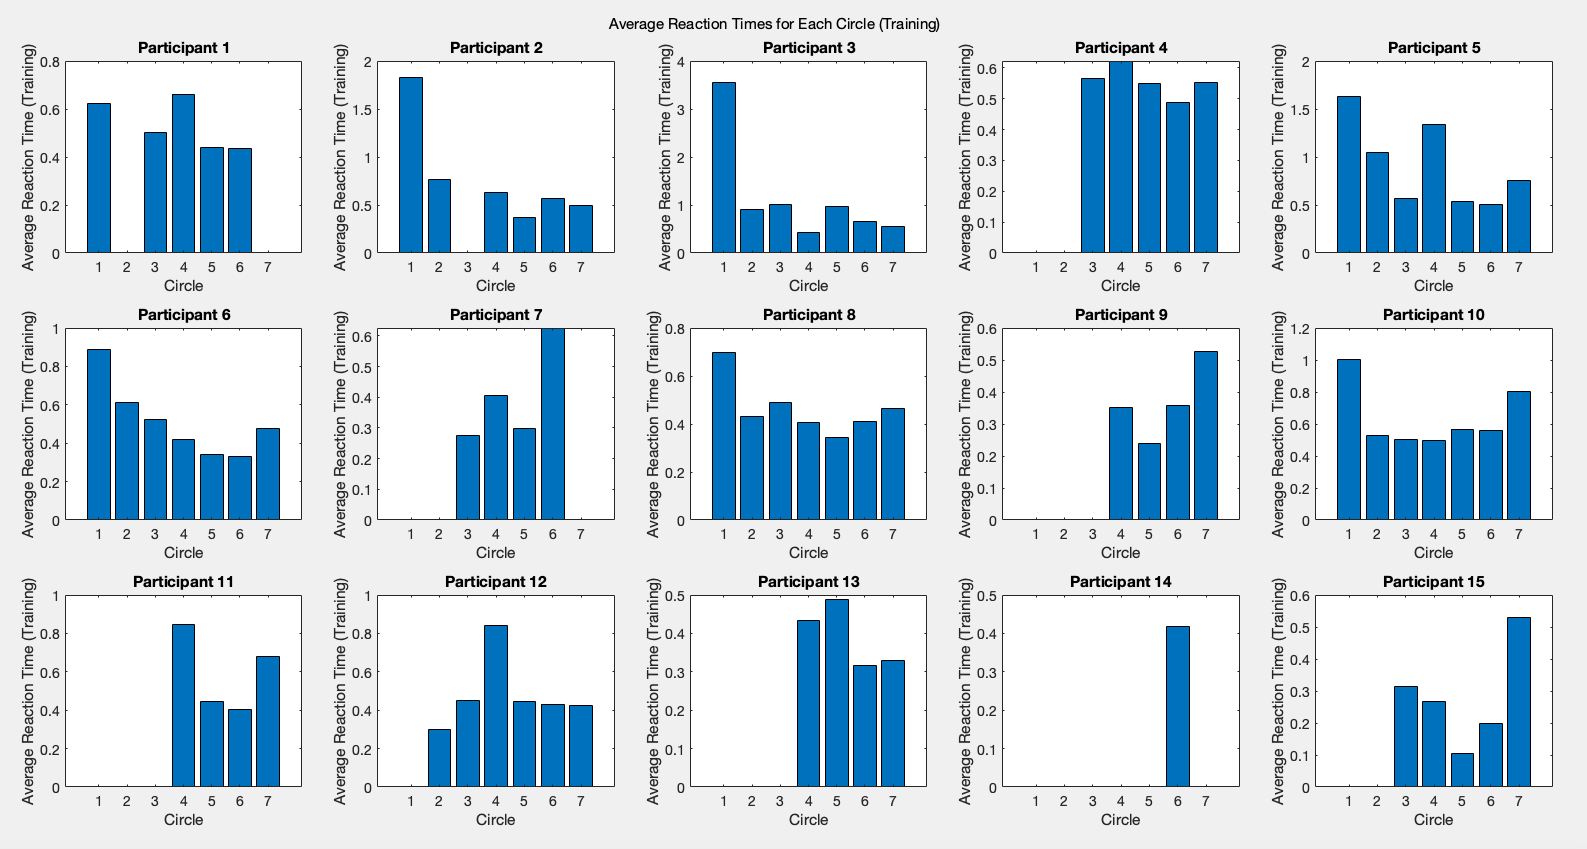 Average Reaction Times for Each Circle (Training)
Participant 1
Average Reaction Time (Training)
0.8
0.6
0.4
0.2
0
1 2 3 4 5 6 7
Circle
Participant 2
Average Reaction Time (Training)
2
1.5
1
0.5
0
1 2 3 4 5 6 7
Circle
Participant 3
Average Reaction Time (Training)
4
3
2
1
0
1 2 3 4 5 6 7
Circle
Participant 4
Average Reaction Time (Training)
0.6
0.5
0.4
0.3
0.2
0.1
0
1 2 3 4 5 6 7
Circle
Participant 5
Average Reaction Time (Training)
2
1.5
1
0.5
0
1 2 3 4 5 6 7
Circle
Participant 6
Average Reaction Time (Training)
1
0.8
0.6
0.4
0.2
0
1 2 3 4 5 6 7
Circle
Participant 7
Average Reaction Time (Training)
0.6
0.5
0.4
0.3
0.2
0.1
0
1 2 3 4 5 6 7
Circle
Participant 8
Average Reaction Time (Training)
0.8
0.6
0.4
0.2
0
1 2 3 4 5 6 7
Circle
Participant 9
Average Reaction Time (Training)
0.6
0.5
0.4
0.3
0.2
0.1
0
1 2 3 4 5 6 7
Circle
Participant 10
Average Reaction Time (Training)
1.2
1
0.8
0.6
0.4
0.2
0
1 2 3 4 5 6 7
Circle
Participant 11
Average Reaction Time (Training)
1
0.8
0.6
0.4
0.2
0
1 2 3 4 5 6 7
Circle
Participant 12
Average Reaction Time (Training)
1
0.8
0.6
0.4
0.2
0
1 2 3 4 5 6 7
Circle
Participant 13
Average Reaction Time (Training)
0.5
0.4
0.3
0.2
0.1
0
1 2 3 4 5 6 7
Circle
Participant 14
Average Reaction Time (Training)
0.5
0.4
0.3
0.2
0.1
0
1 2 3 4 5 6 7
Circle
Participant 15
Average Reaction Time (Training)
0.6
0.5
0.4
0.3
0.2
0.1
0
1 2 3 4 5 6 7
Circle